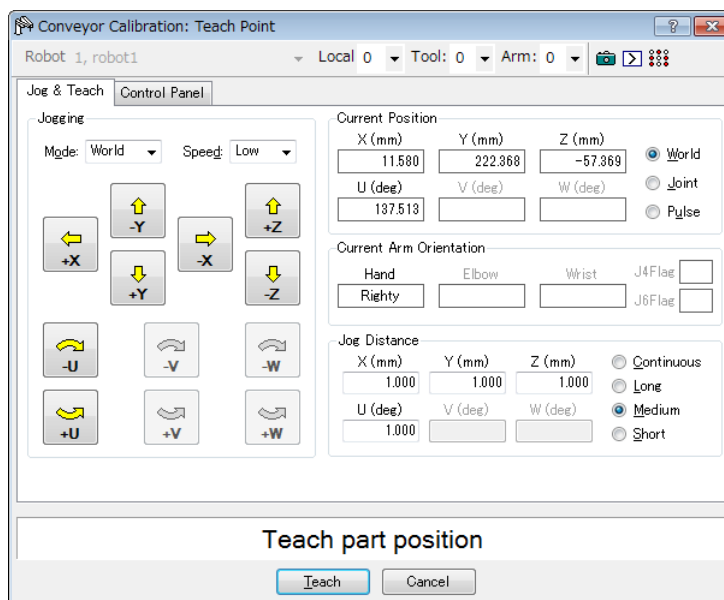 Conveyor Calibration: Teach Point
Robot 1, robot1 Local 0 Tool: 0 Arm: 0
Jog & Teach Control Panel
Jogging
Mode: World Speed: Low
-Y +Z
+X -X
+Y -Z
-U -V -W
+U +V +W
Current Position
X (mm) Y (mm) Z (mm)
11.580 222.368 -57.369 World
U (deg) V (deg) W (deg) Joint
137.513 Pulse
Current Arm Orientation
Hand Elbow Wrist J4Flag
Righty J6Flag
Jog Distance
X (mm) Y (mm) Z (mm) Continuous
1.000 1.000 1.000 Long
U (deg) V (deg) W (deg) Medium
1.000 Short
Teach part position
Teach Cancel